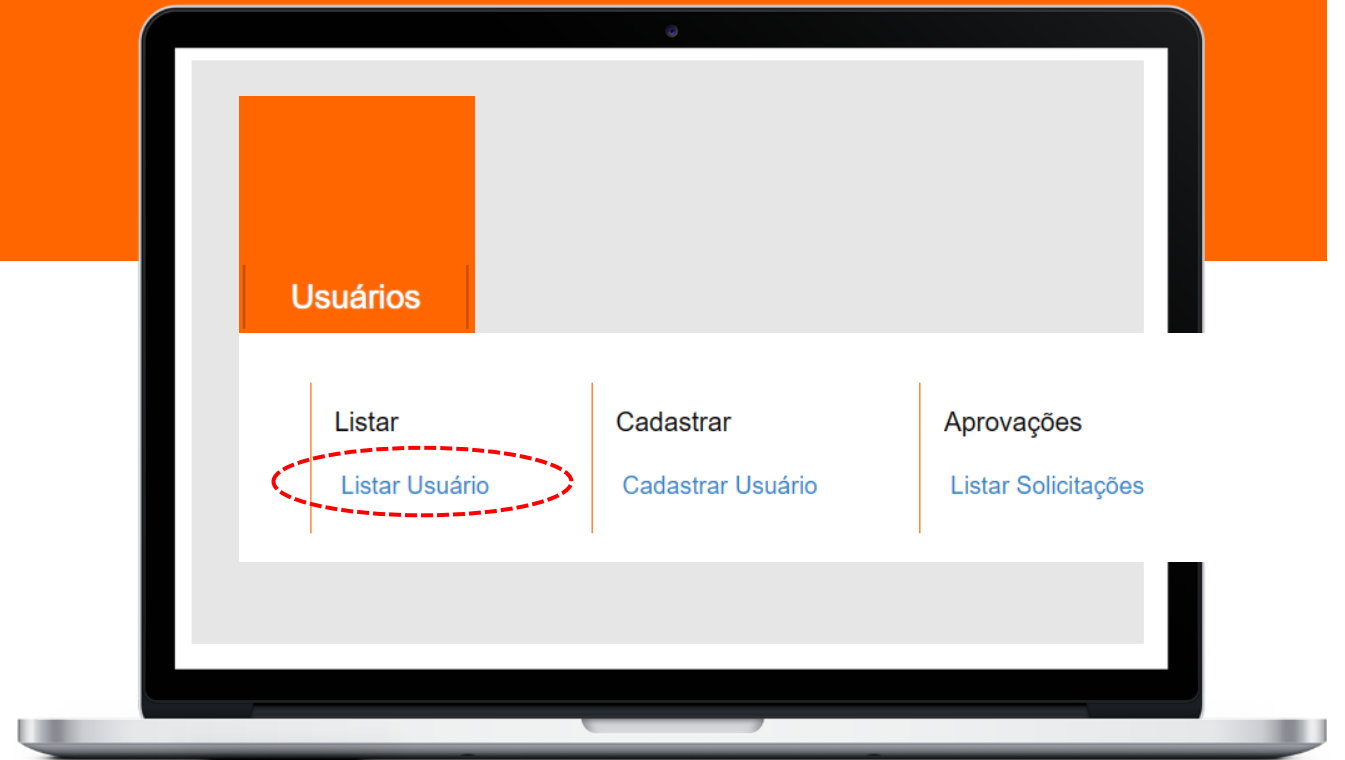 Usuários
Listar
Cadastrar
Aprovações
Listar Usuário
Cadastrar Usuário
Listar Solicitações